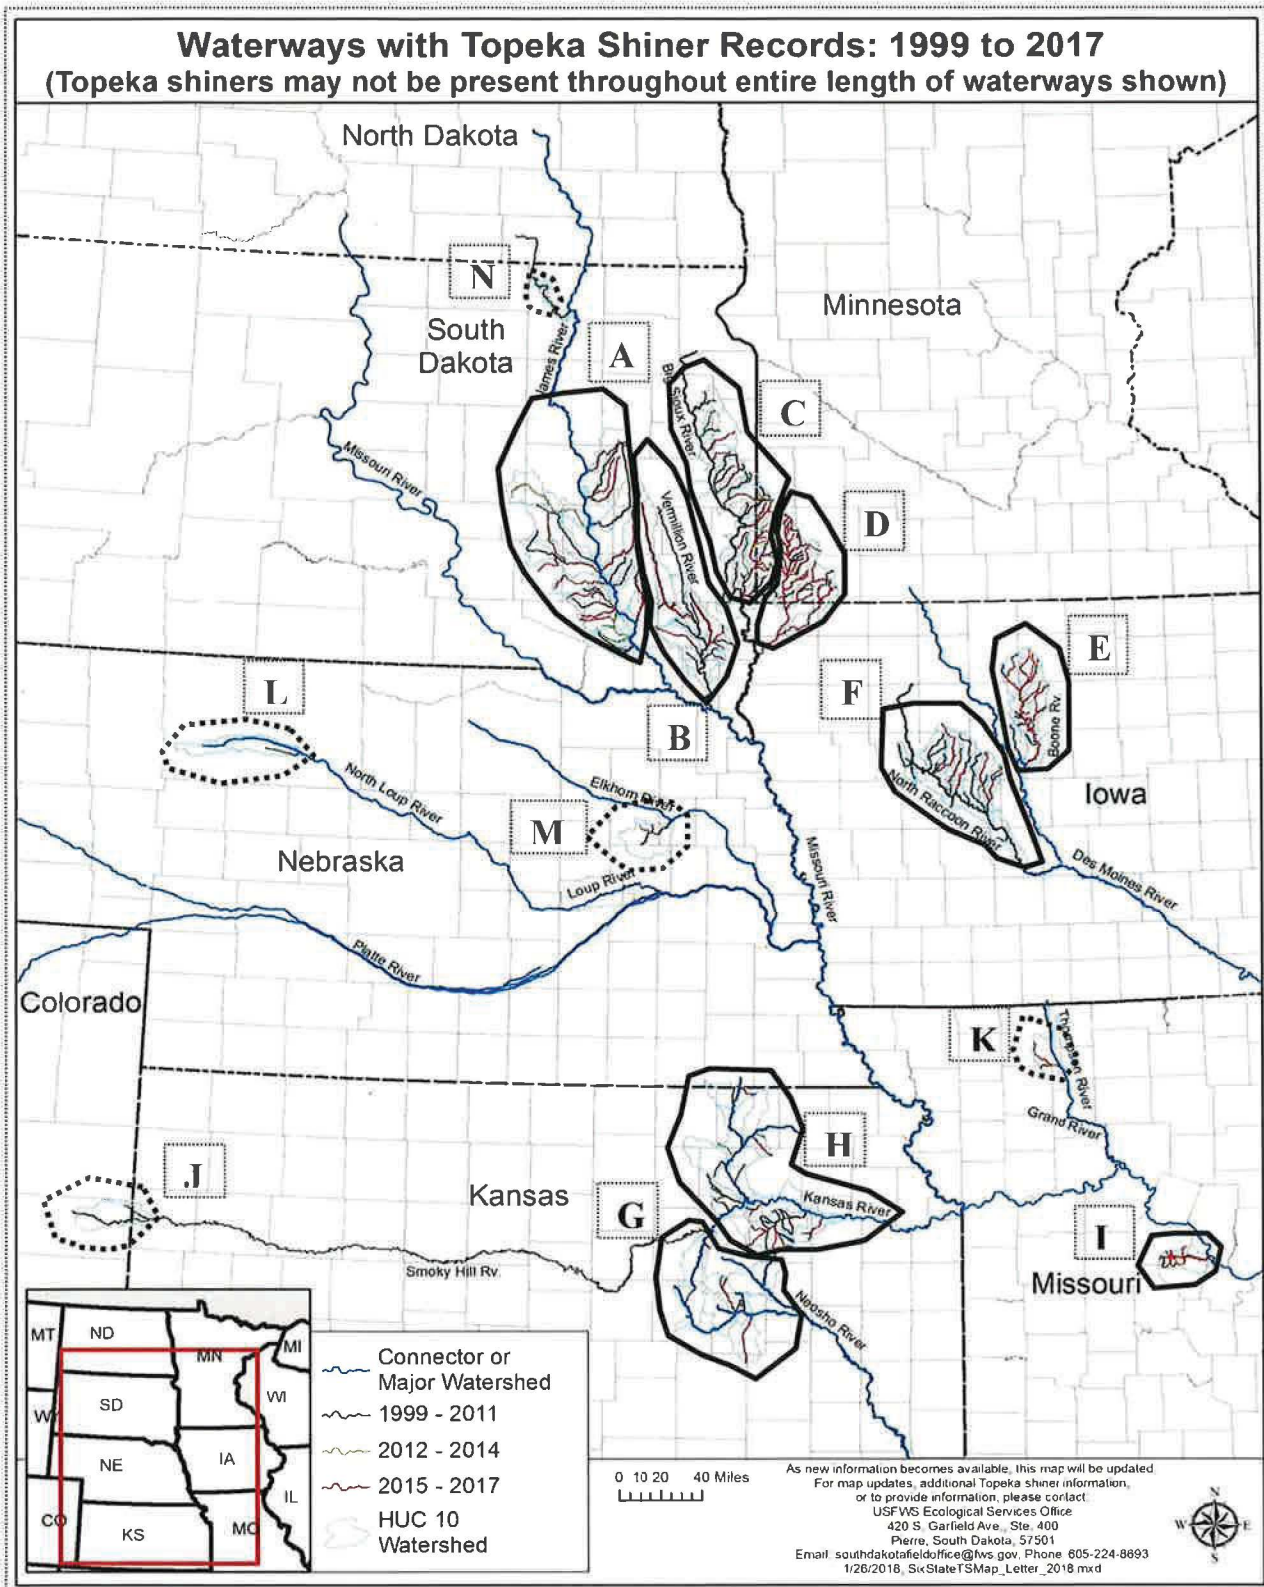 Waterways with Topeka Shiner Records: 1999 to 2017
(Topeka shiners may not be present throughout entire length of waterways shown)
North Dakota
N
South
Dakota
Minnesota
James River
A
Big Sioux River
C
Missouri River
Vermillion River
D
E
L
F
B
Boone Rv
North Loup River
Elkhorn River
North Raccoon River
Iowa
M
Nebraska
Missouri River
Loup River
Des Moines River
Platte River
Colorado
K
Thompson River
Grand River
H
J
Kansas
G
Kansas River
I
Smoky Hill Rv
Missouri
Neosho River
MT
ND
MN
MI
SD
WI
W
NE
IA
IL
CO
KS
MO
Connector or
Major Watershed
1999 - 2011
2012 - 2014
2015 - 2017
HUC 10
Watershed
0 10 20 40 Miles
As new information becomes available, this map will be updated
For map updates, additional Topeka shiner information,
or to provide information, please contact:
USFWS Ecological Services Office
420 S. Garfield Ave., Ste. 400
Pierre, South Dakota, 57501
Email: southdakotafieldoffice@fws.gov, Phone 605-224-8693
1/26/2018, SixStateTSMap_Letter_2018.mxd
N
W
E
S